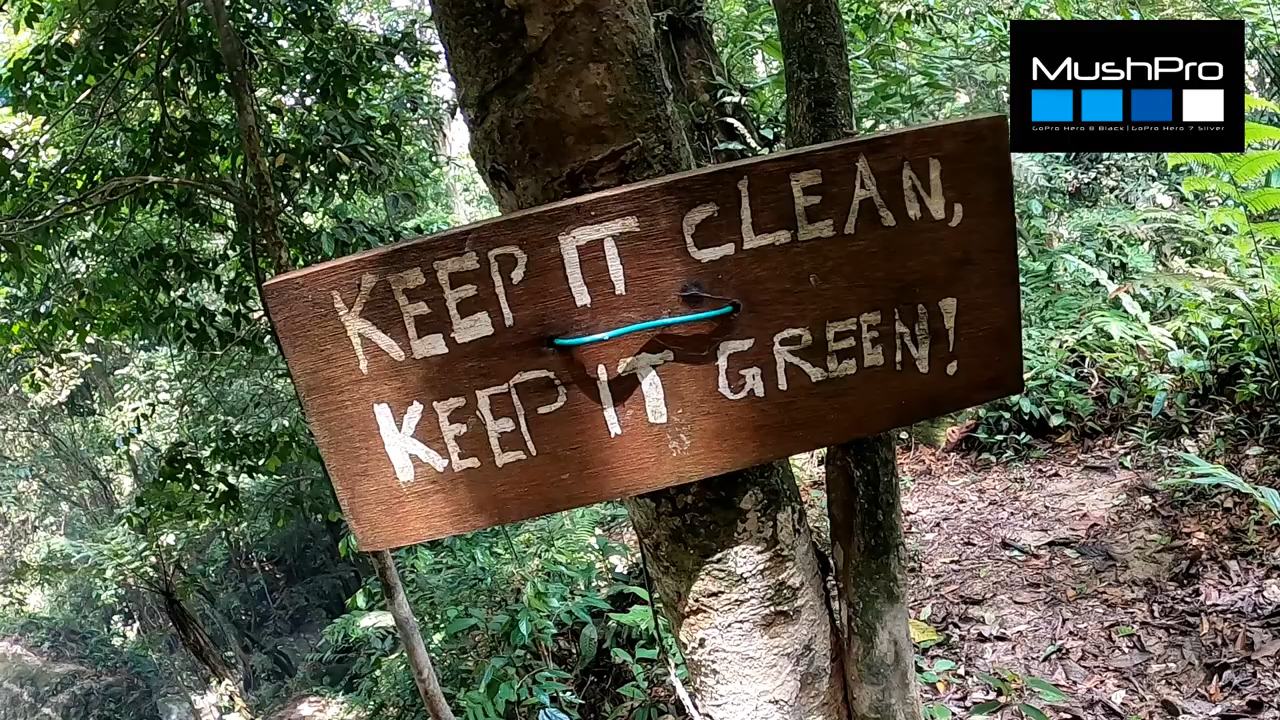 MushPro
GoPro Hero 8 Black | GoPro Hero 7 Silver
KEEP IT CLEAN,
KEEP IT GREEN!